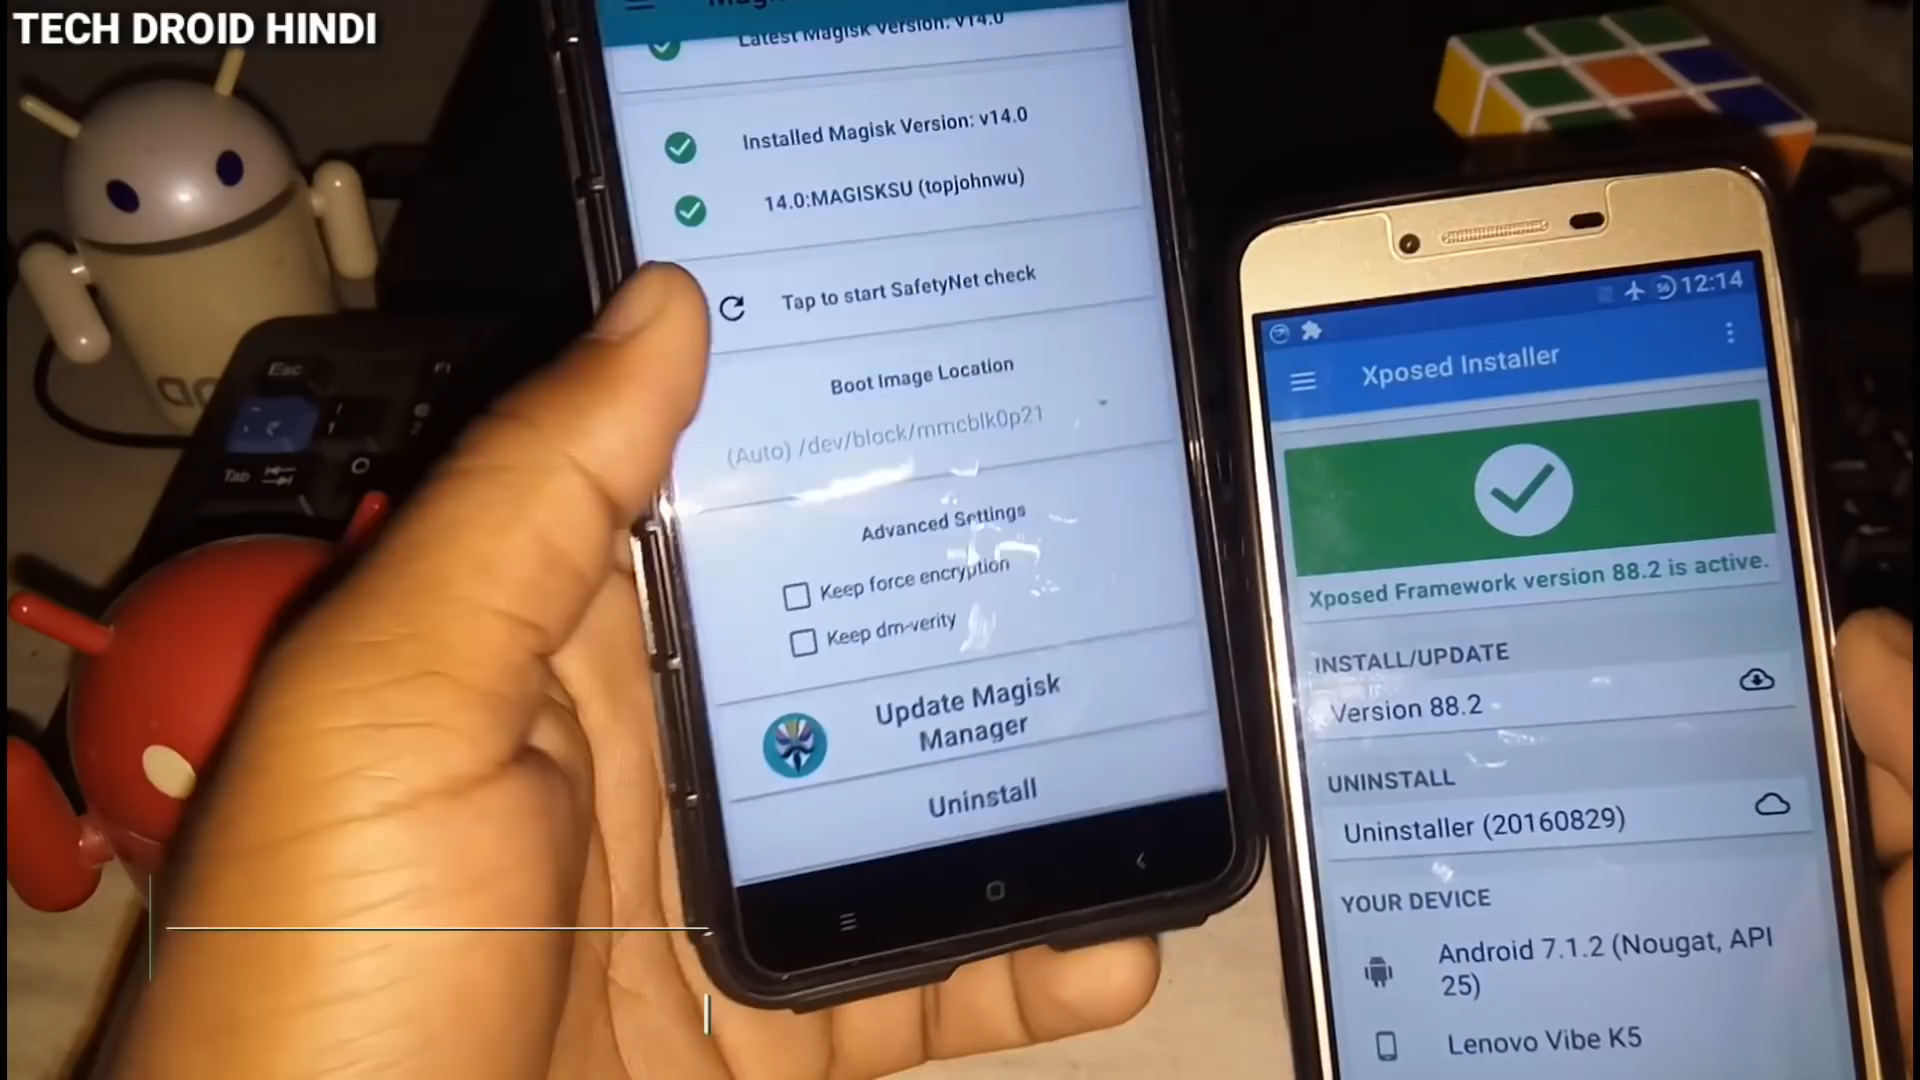 TECH DROID HINDI
Latest Magisk Version: v14.0
Installed Magisk Version: v14.0
14.0:MAGISKSU (topjohnwu)
Tap to start SafetyNet check
Boot Image Location
(Auto) /dev/block/mmcblk0p21
Advanced Settings
Keep force encryption
Keep dm-verity
Update Magisk
Manager
Uninstall
Esc
Tab
12:14
Xposed Installer
Xposed Framework version 88.2 is active.
INSTALL/UPDATE
Version 88.2
UNINSTALL
Uninstaller (20160829)
YOUR DEVICE
Android 7.1.2 (Nougat, API
25)
Lenovo Vibe K5